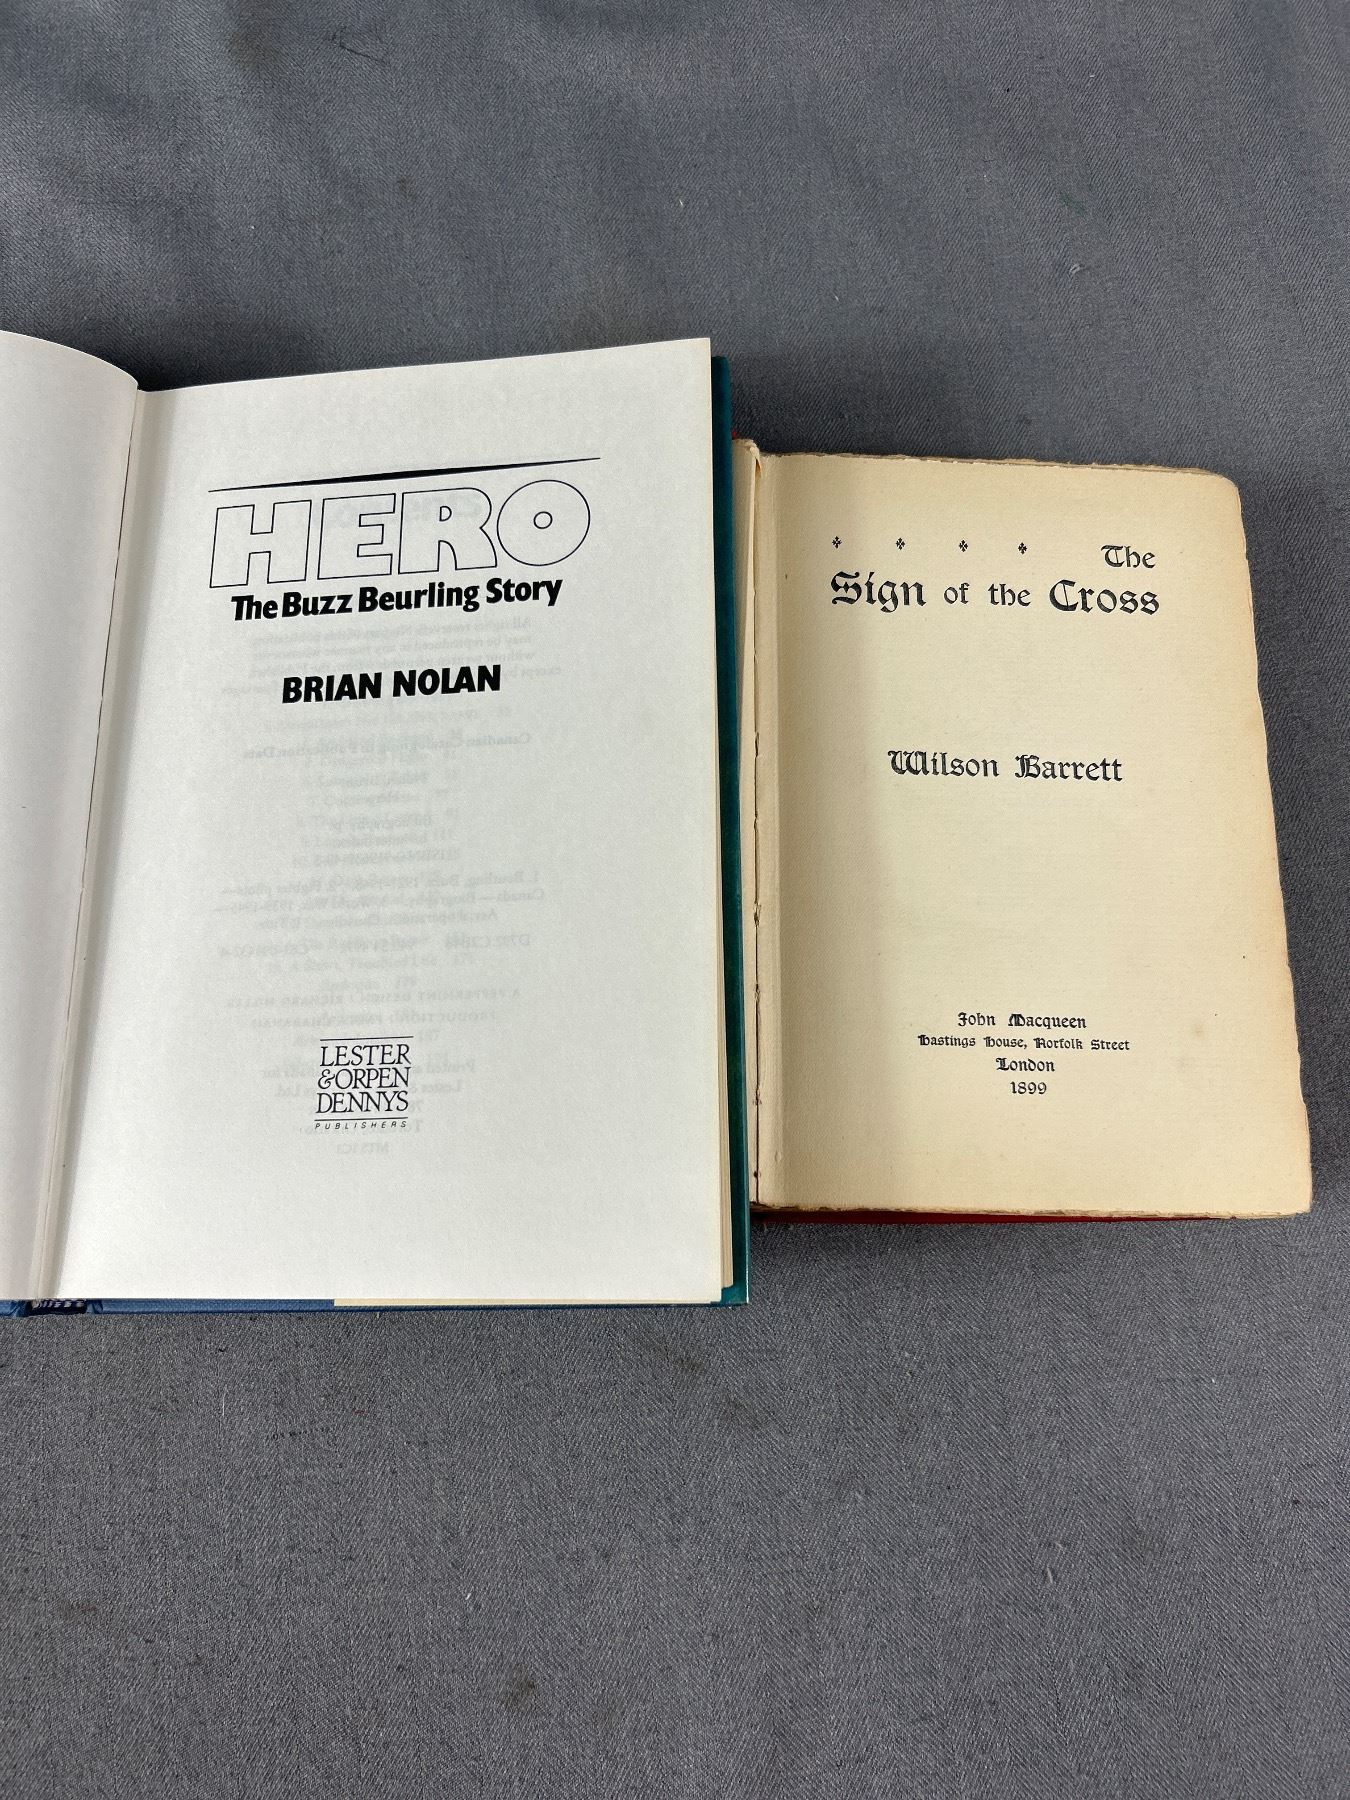 HERO
The Buzz Beurling Story
BRIAN NOLAN
LESTER
&ORPEN
DENNYS
PUBLISHERS
The
Sign of the Cross
Wilson Barrett
John Macqueen
Hastings House, Norfolk Street
London
1899